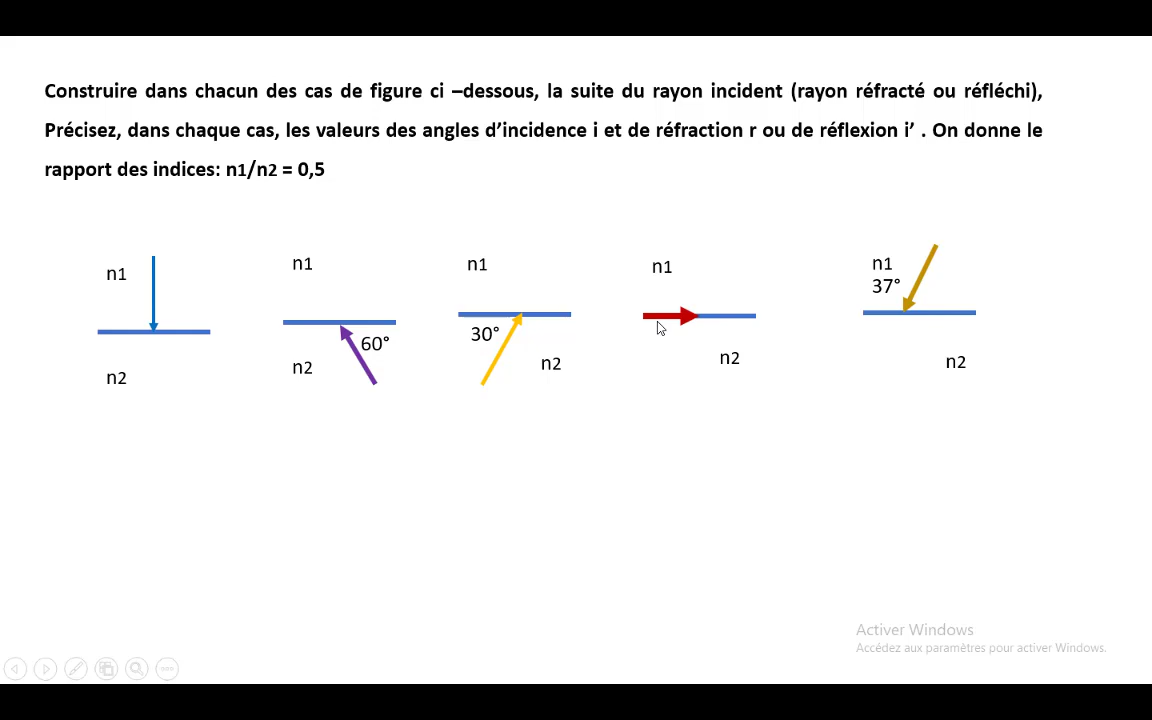 Construire dans chacun des cas de figure ci –dessous, la suite du rayon incident (rayon réfracté ou réfléchi),
Précisez, dans chaque cas, les valeurs des angles d’incidence i et de réfraction r ou de réflexion i’ . On donne le
rapport des indices: n1/n2 = 0,5
n1
n2
n1
60°
n2
n1
30°
n2
n1
n2
n1
37°
n2
Activer Windows
Accédez aux paramètres pour activer Windows.